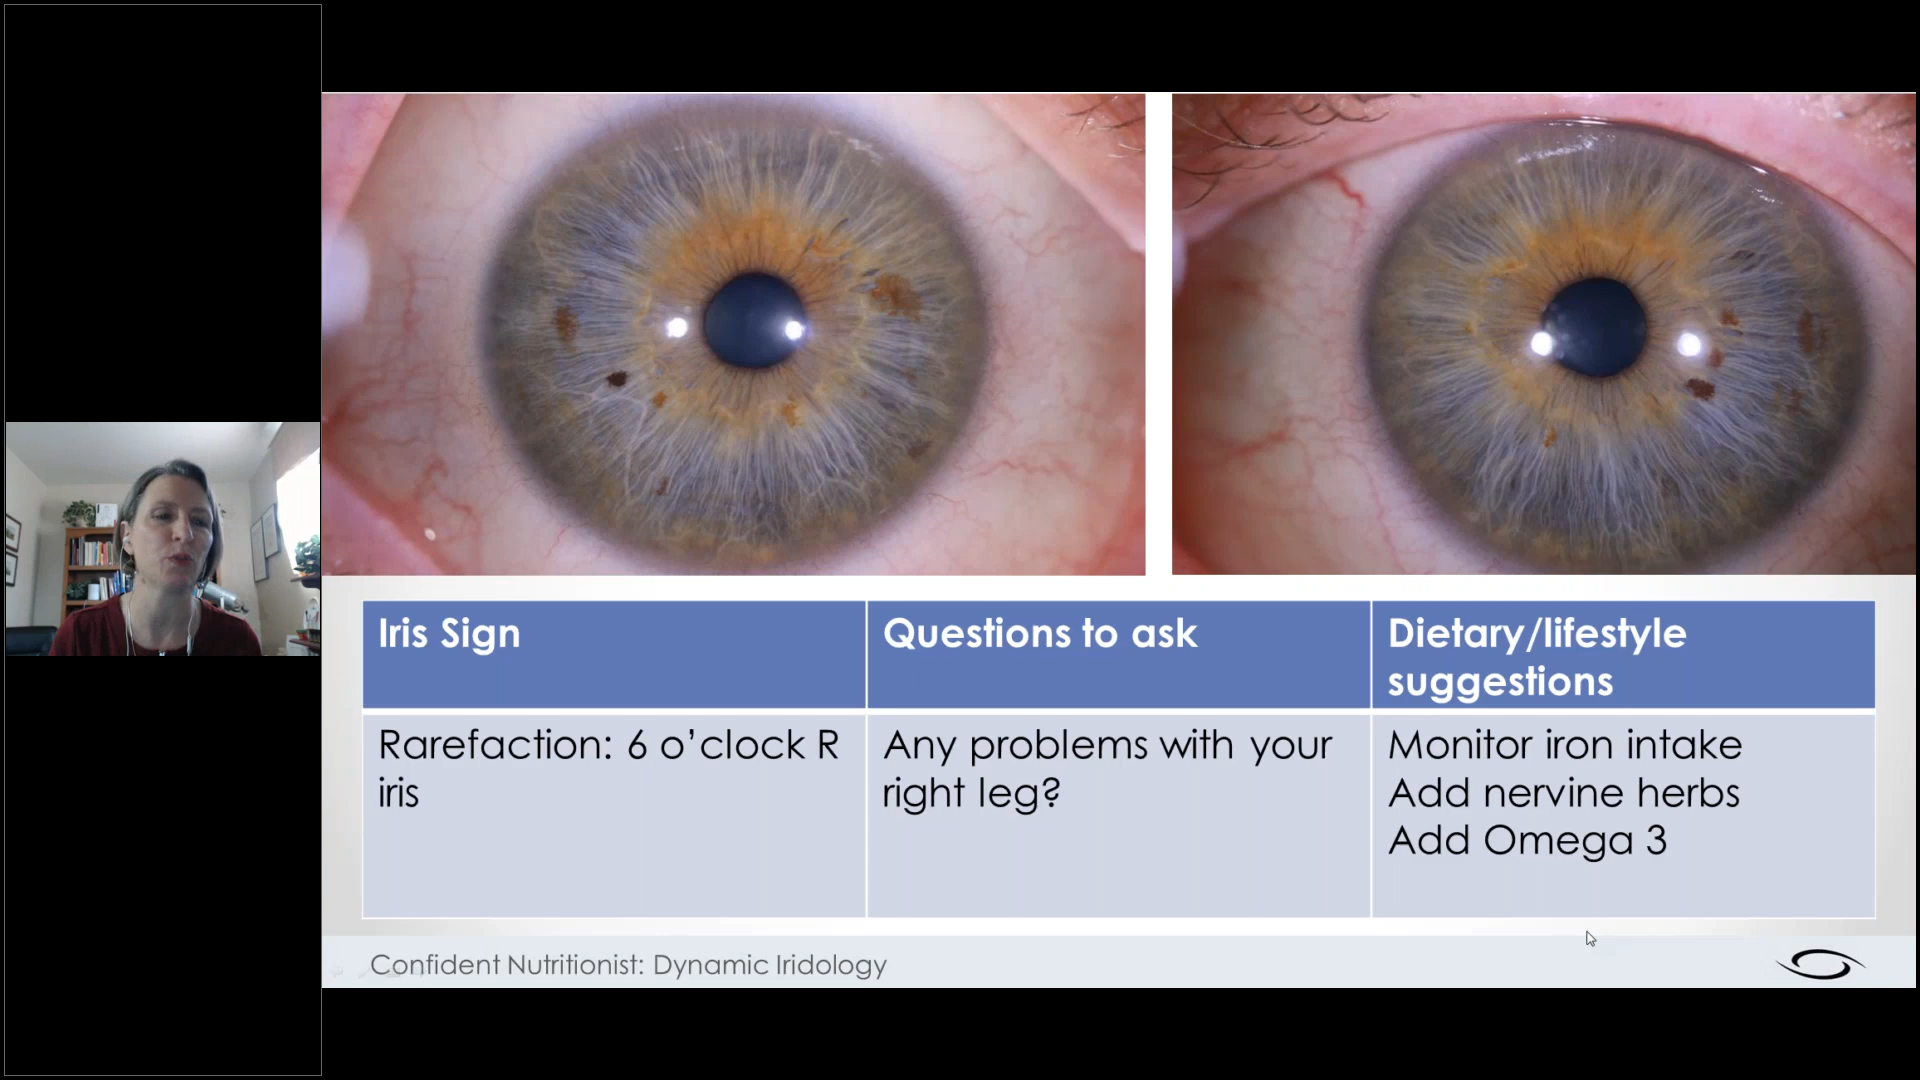 Iris Sign
Questions to ask
Dietary/lifestyle
suggestions
Rarefaction: 6 o’clock R
iris
Any problems with your
right leg?
Monitor iron intake
Add nervine herbs
Add Omega 3
Confident Nutritionist: Dynamic Iridology